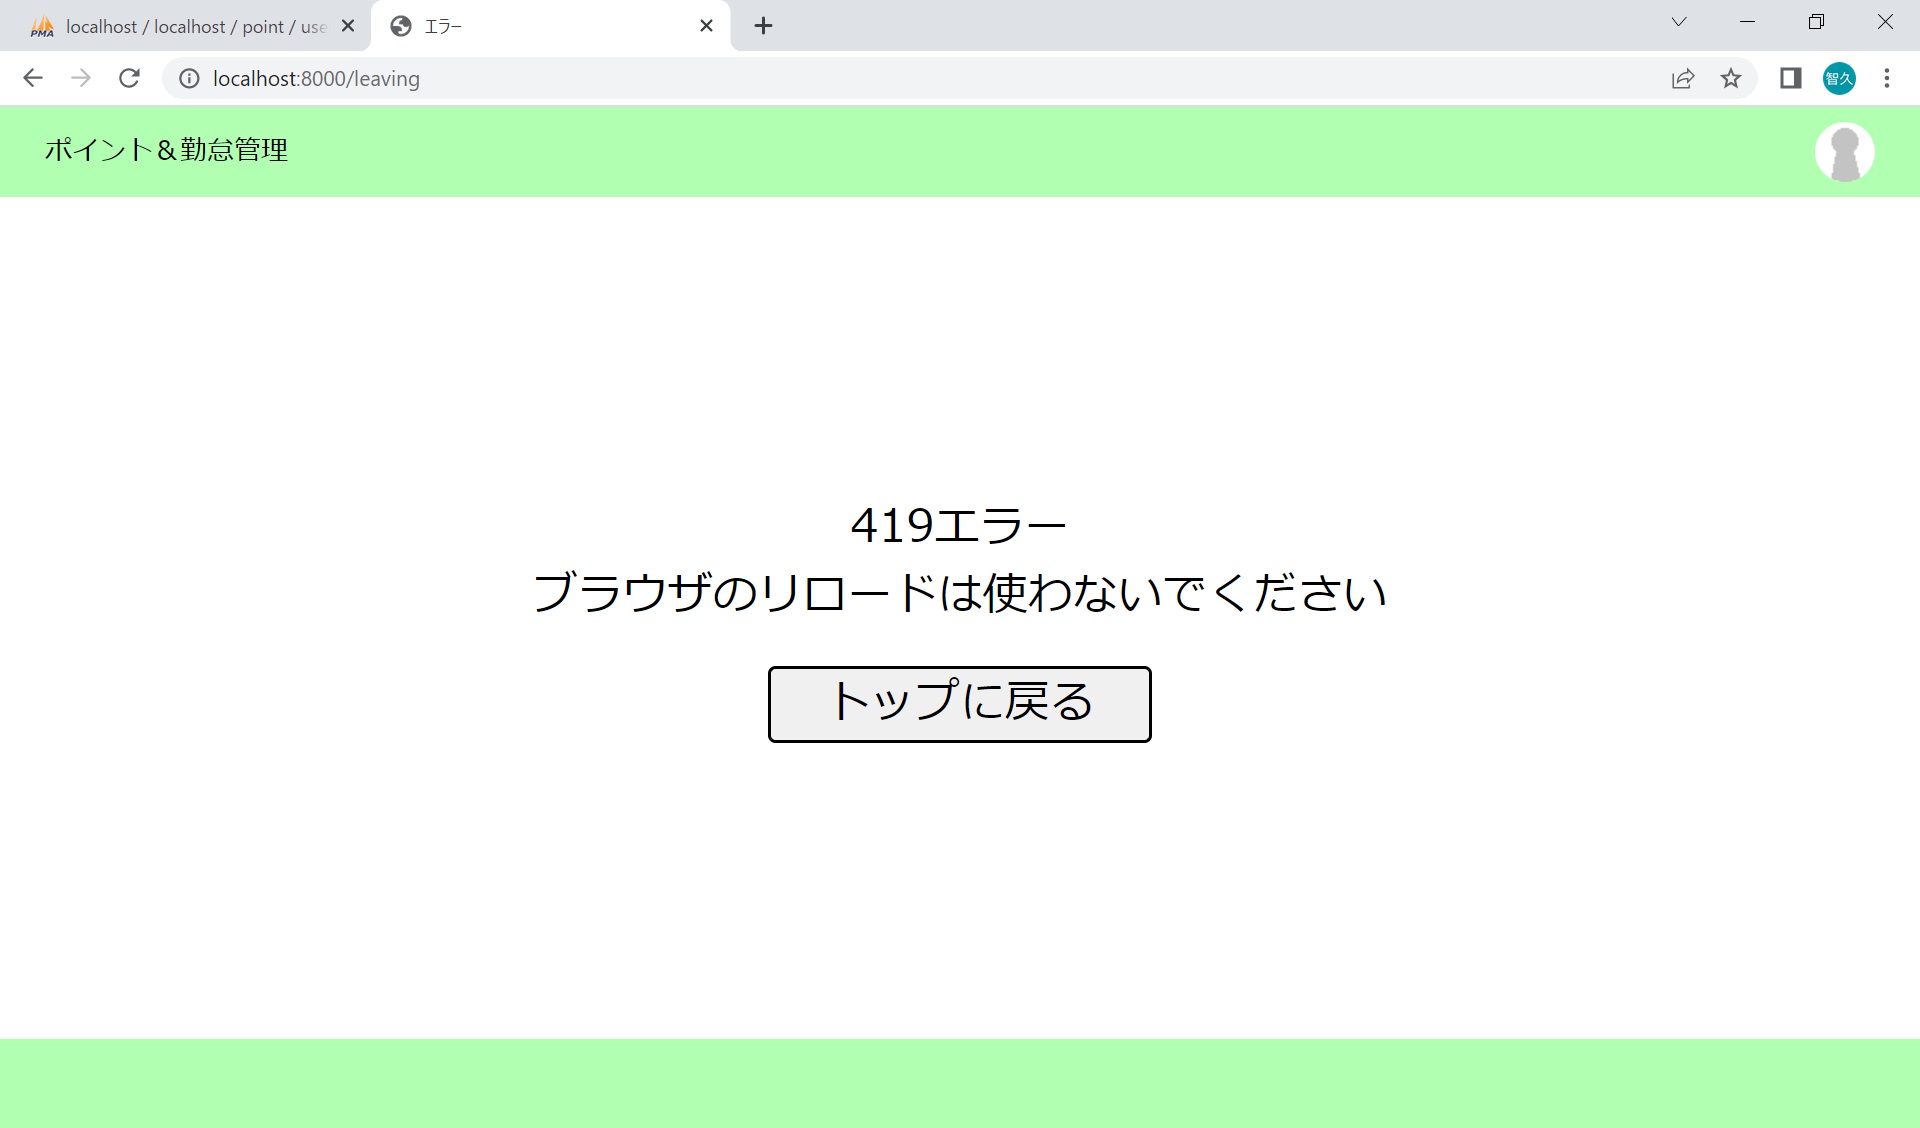 PMA
localhost / localhost / point / use
エラー
localhost:8000/leaving
智久
ポイント＆勤怠管理
419エラー
ブラウザのリロードは使わないでください
トップに戻る